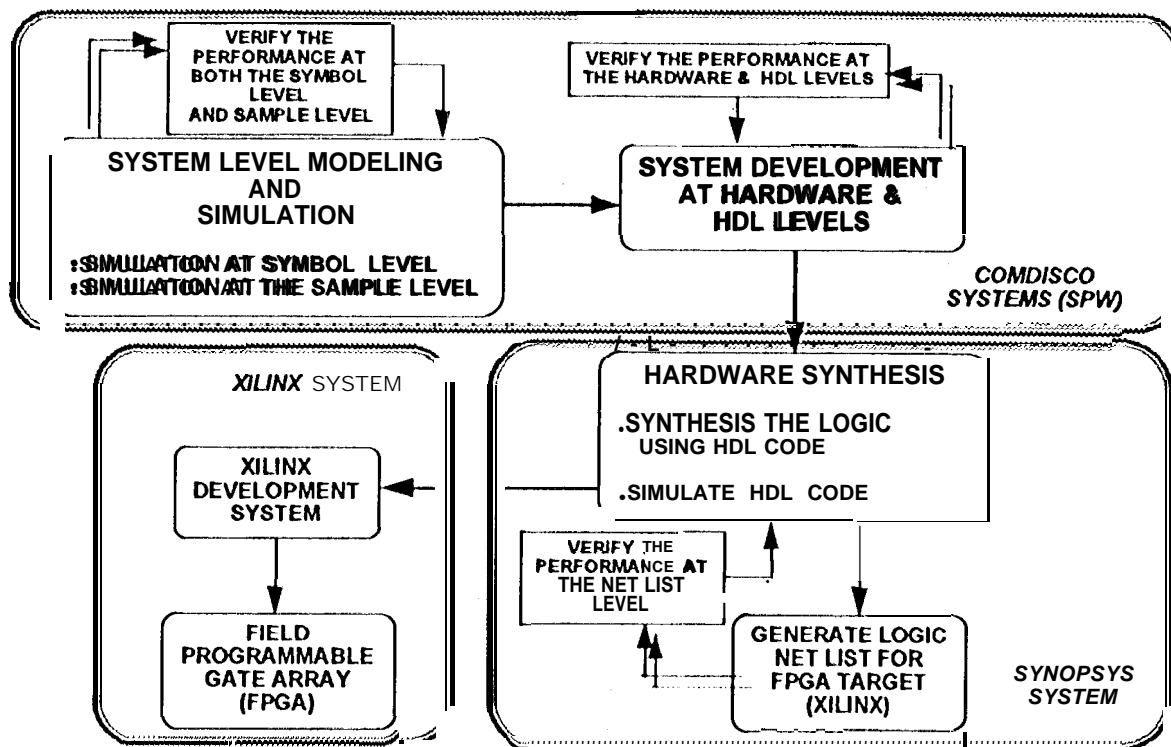 VERIFY THE
PERFORMANCE AT
BOTH THE SYMBOL
LEVEL
AND SAMPLE LEVEL
VERIFY THE PERFORMANCE AT
THE HARDWARE & HDL LEVELS
SYSTEM LEVEL MODELING
AND
SIMULATION
:SIMULATION AT SYMBOL LEVEL
:SIMULATION AT THE SAMPLE LEVEL
SYSTEM DEVELOPMENT
AT HARDWARE &
HDL LEVELS
COMDISCO
SYSTEMS (SPW)
XILINX SYSTEM
XILINX
DEVELOPMENT
SYSTEM
FIELD
PROGRAMMABLE
GATE ARRAY
(FPGA)
HARDWARE SYNTHESIS
.SYNTHESIS THE LOGIC
USING HDL CODE
.SIMULATE HDL CODE
VERIFY THE
PERFORMANCE AT
THE NET LIST
LEVEL
GENERATE LOGIC
NET LIST FOR
FPGA TARGET
(XILINX)
SYNOPSYS
SYSTEM